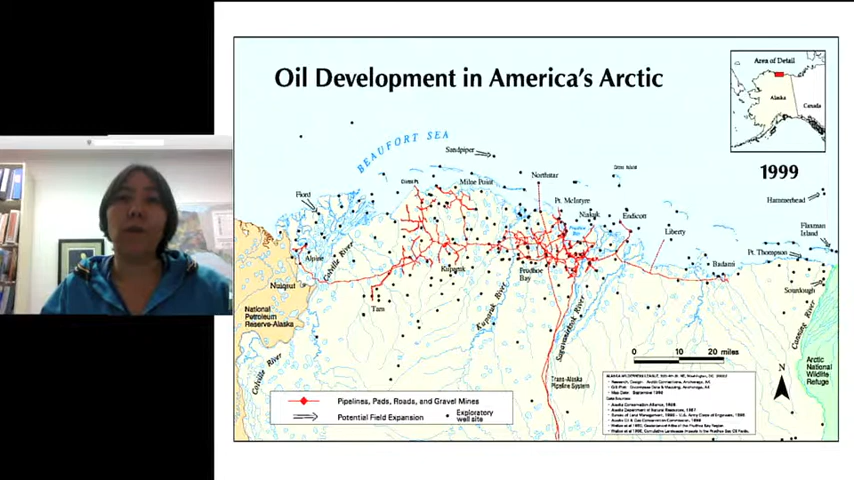 Oil Development in America's Arctic
Area of Detail
Alaska
Canada
1999
BEAUFORT SEA
Sandpiper
Northstar
Milne Point
Hammerhead
Fiord
Pt. McIntyre
Niakuk
Endicott
Flaxman
Island
Liberty
Alpine
Colville River
Kuparuk
Prudhoe
Bay
Badami
Pt. Thompson
Nuiqsut
Sourdough
National
Petroleum
Reserve-Alaska
Tarn
Kuparuk River
Sagavanirktok River
Canning River
Colville River
0 10 20 miles
Arctic
National
Wildlife
Refuge
N
Trans-Alaska
Pipeline System
Pipelines, Pads, Roads, and Gravel Mines
Potential Field Expansion
Exploratory
well site